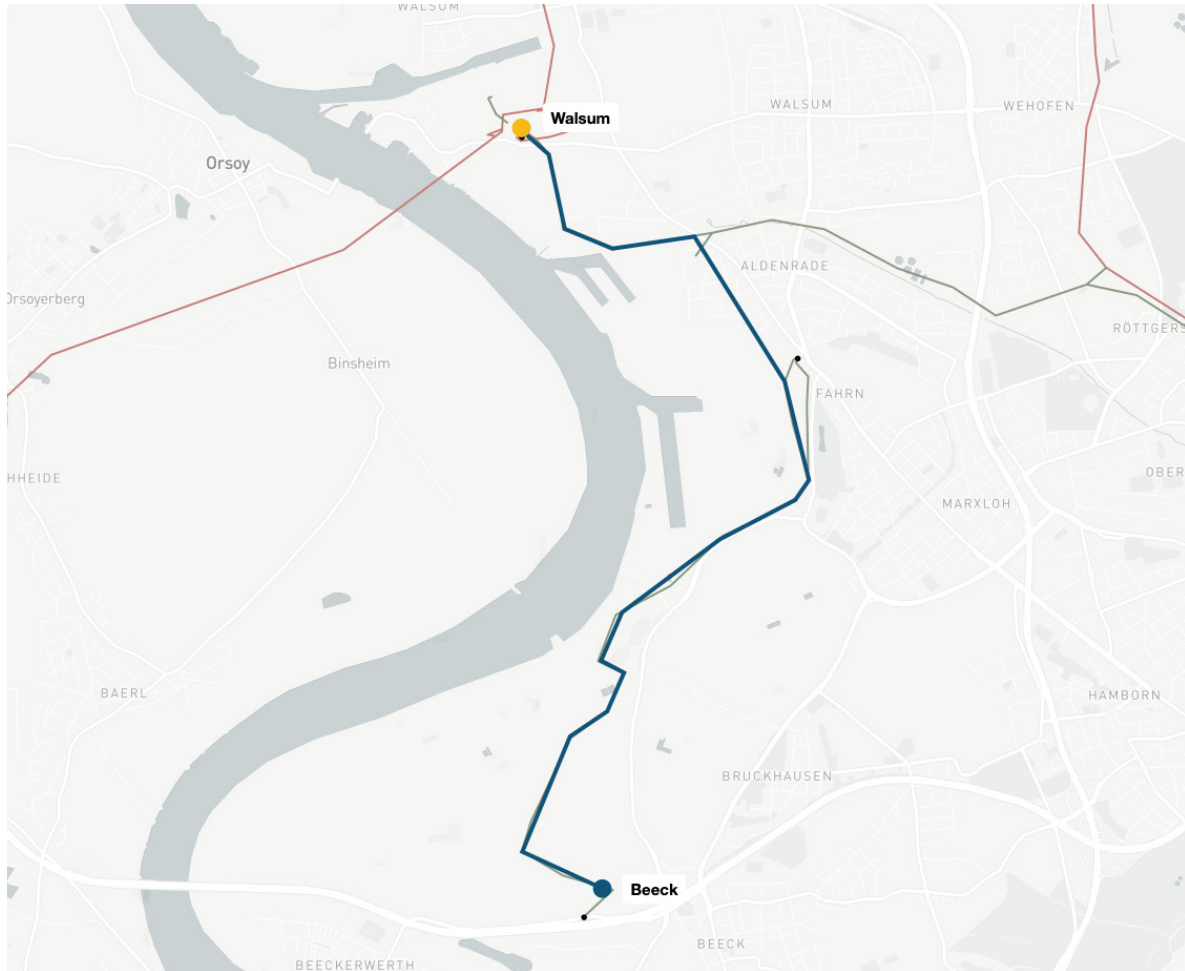 WALSUM
Walsum
WALSUM
WEHOFEN
Orsoy
ALDENRADE
Orsoyerberg
RÖTTGERS
Binsheim
FAHRN
HHEIDE
OBER
MARXLOH
BAERL
HAMBORN
BRUCKHAUSEN
Beeck
BEECK
BEECKERWERTH